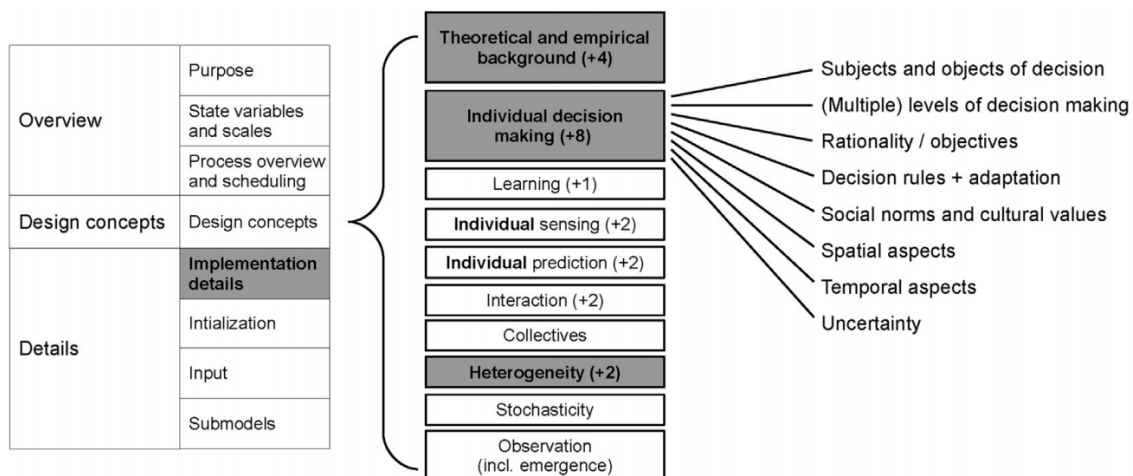 Overview
Purpose
State variables
and scales
Process overview
and scheduling
Design concepts
Design concepts
Details
Implementation
details
Intialization
Input
Submodels
Theoretical and empirical
background (+4)
Individual decision
making (+8)
Learning (+1)
Individual sensing (+2)
Individual prediction (+2)
Interaction (+2)
Collectives
Heterogeneity (+2)
Stochasticity
Observation
(incl. emergence)
Subjects and objects of decision
(Multiple) levels of decision making
Rationality / objectives
Decision rules + adaptation
Social norms and cultural values
Spatial aspects
Temporal aspects
Uncertainty